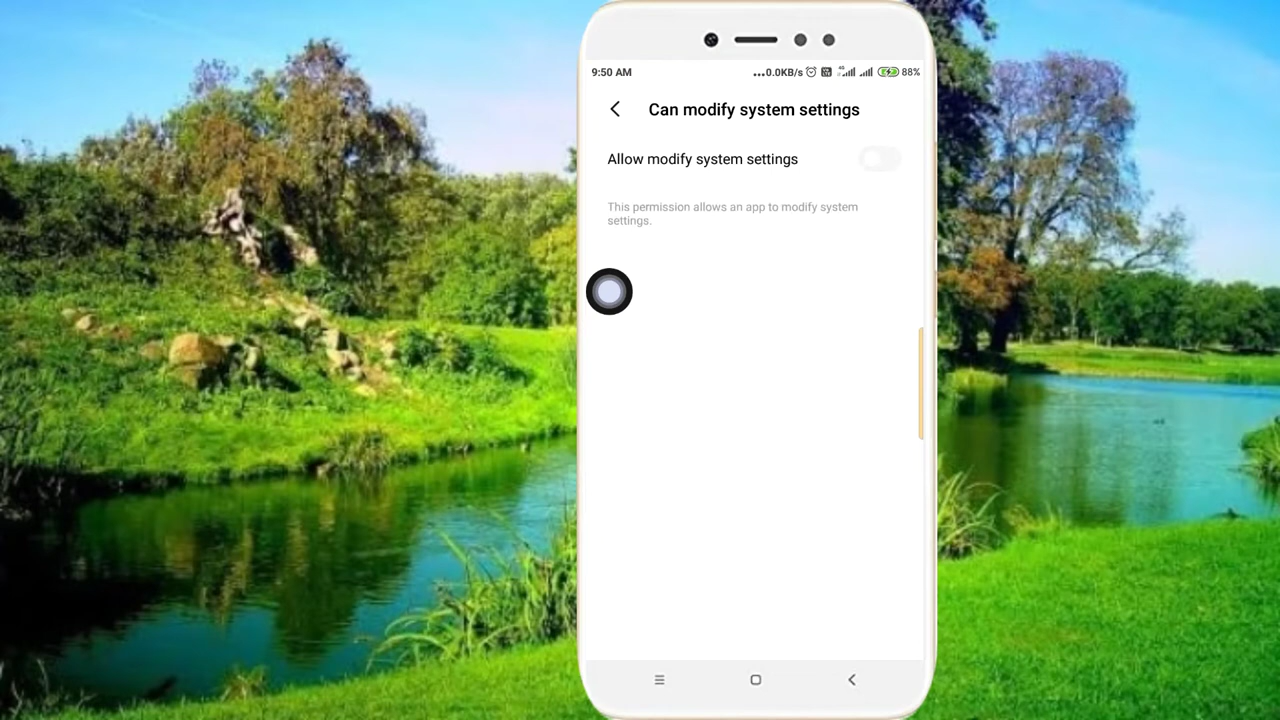 9:50 AM
...0.0KB/s
4G
88%
Can modify system settings
Allow modify system settings
This permission allows an app to modify system
settings.